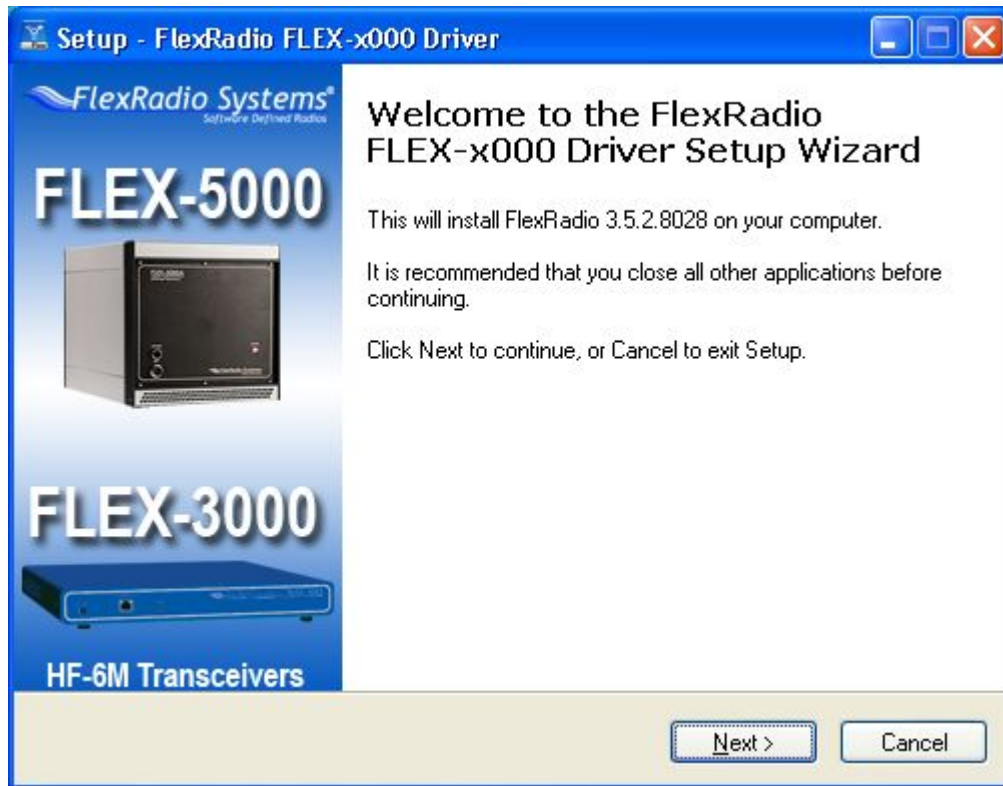 Setup - FlexRadio FLEX-x000 Driver
FlexRadio Systems®
Software Defined Radios
FLEX-5000
FLEX-3000
HF-6M Transceivers
Welcome to the FlexRadio
FLEX-x000 Driver Setup Wizard
This will install FlexRadio 3.5.2.8028 on your computer.
It is recommended that you close all other applications before
continuing.
Click Next to continue, or Cancel to exit Setup.
Next >
Cancel